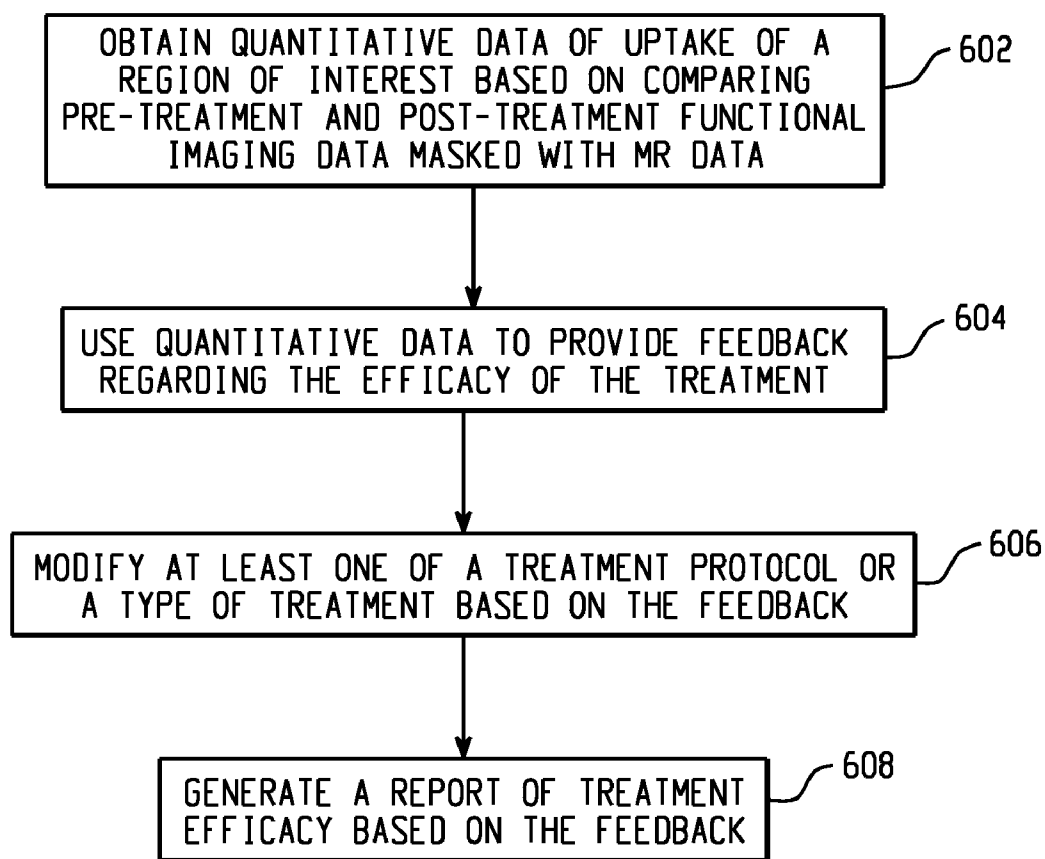 OBTAIN QUANTITATIVE DATA OF UPTAKE OF A
REGION OF INTEREST BASED ON COMPARING
PRE-TREATMENT AND POST-TREATMENT FUNCTIONAL
IMAGING DATA MASKED WITH MR DATA
602
USE QUANTITATIVE DATA TO PROVIDE FEEDBACK
REGARDING THE EFFICACY OF THE TREATMENT
604
MODIFY AT LEAST ONE OF A TREATMENT PROTOCOL OR
A TYPE OF TREATMENT BASED ON THE FEEDBACK
606
GENERATE A REPORT OF TREATMENT
EFFICACY BASED ON THE FEEDBACK
608